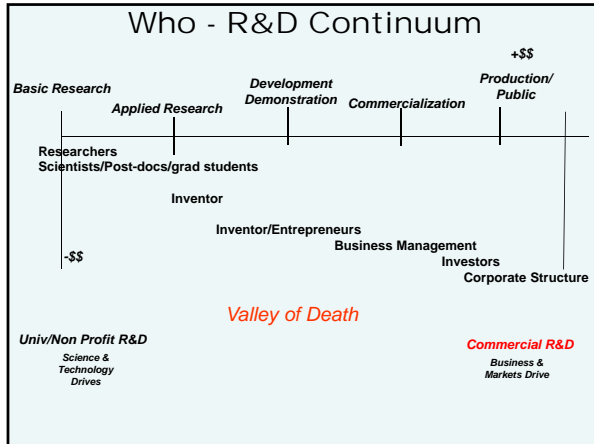 Who - R&D Continuum
+$$
Basic Research
Applied Research
Development
Demonstration
Commercialization
Production/
Public
Researchers
Scientists/Post-docs/grad students
Inventor
Inventor/Entrepreneurs
Business Management
Investors
Corporate Structure
-$$
Valley of Death
Univ/Non Profit R&D
Science &
Technology
Drives
Commercial R&D
Business &
Markets Drive